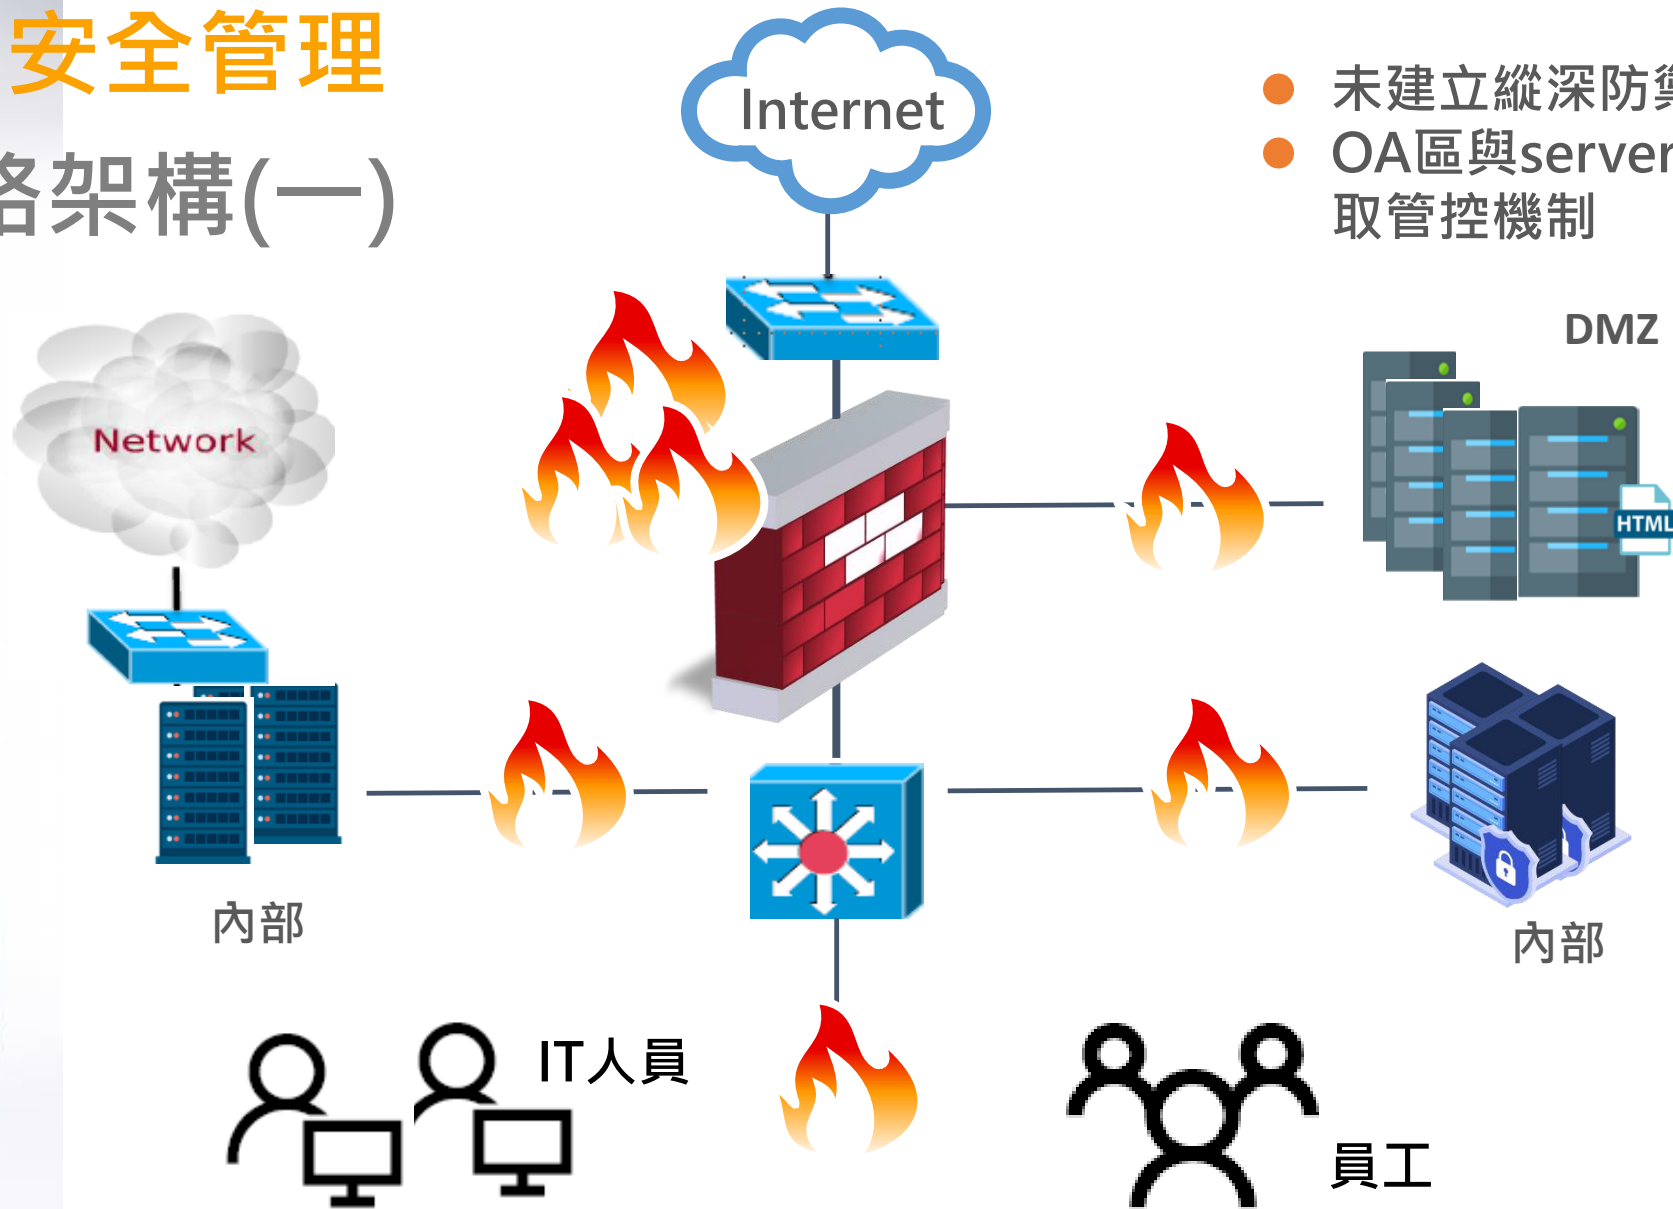 安全管理
路架構(一)
Internet
未建立縱深防禦
OA區與server
取管控機制
DMZ
Network
HTML
內部
內部
IT人員
員工